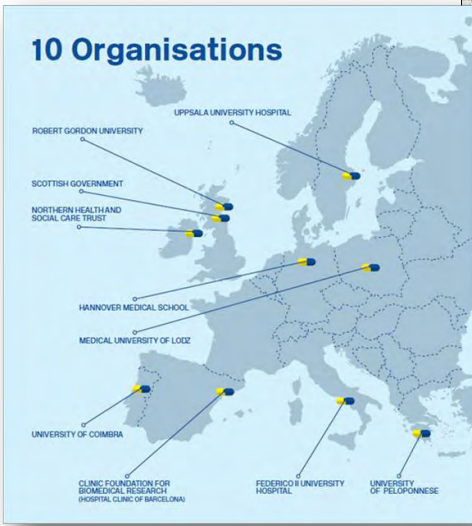 10 Organisations
UPPSALA UNIVERSITY HOSPITAL
ROBERT GORDON UNIVERSITY
SCOTTISH GOVERNMENT
NORTHERN HEALTH AND
SOCIAL CARE TRUST
HANNOVER MEDICAL SCHOOL
MEDICAL UNIVERSITY OF LODZ
UNIVERSITY OF COIMBRA
CLINIC FOUNDATION FOR
BIOMEDICAL RESEARCH
(HOSPITAL CLINIC OF BARCELONA)
FEDERICO II UNIVERSITY
HOSPITAL
UNIVERSITY
OF PELOPONNESE